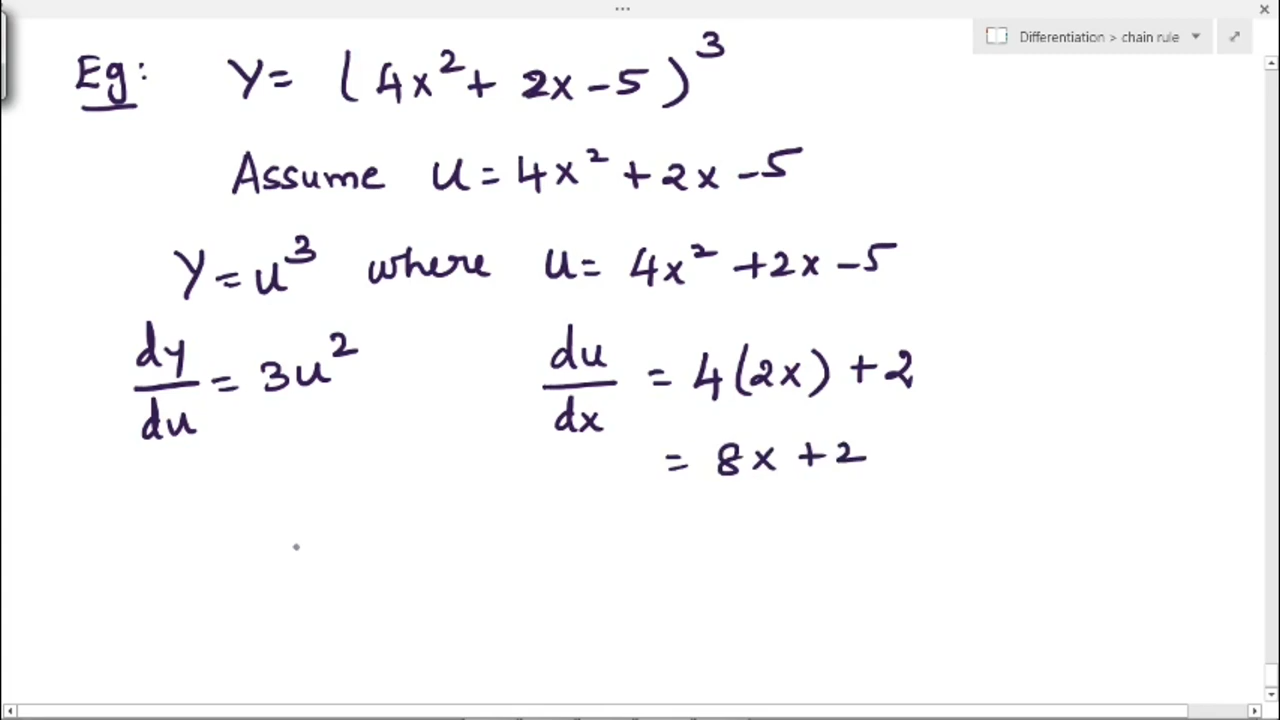 Differentiation > chain rule
Eg: Y= (4x²+ 2x -5)³
Assume u = 4x² + 2x -5
Y = u³ where u = 4x² +2x -5
dy/du = 3u² du/dx = 4(2x) + 2
= 8x +2